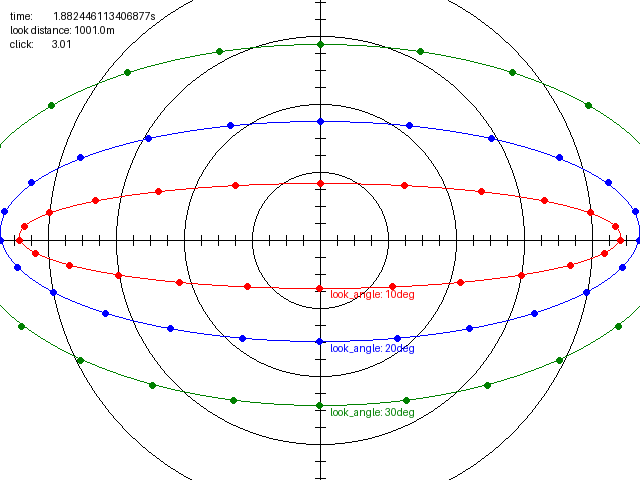 time: 1.882446113406877s
look distance: 1001.0m
click: 3.01
look_angle: 10deg
look_angle: 20deg
look_angle: 30deg